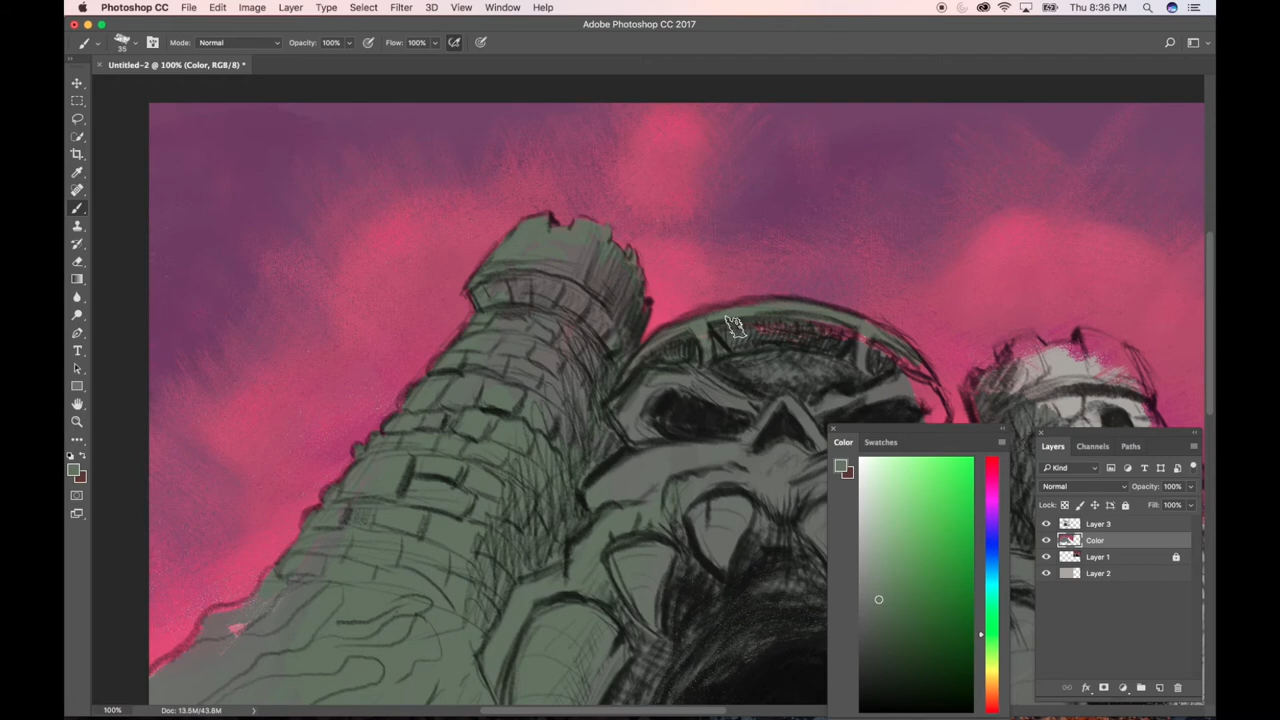 Photoshop CC File Edit Image Layer Type Select Filter 3D View Window Help Thu 8:36 PM
Adobe Photoshop CC 2017
35 Mode: Normal Opacity: 100% Flow: 100%
Untitled-2 @ 100% (Color, RGB/8) *
Color Swatches
Layers Channels Paths
Kind
Normal Opacity: 100%
Lock: Fill: 100%
Layer 3
Color
Layer 1
Layer 2
fx
100% Doc: 13.5M/43.8M